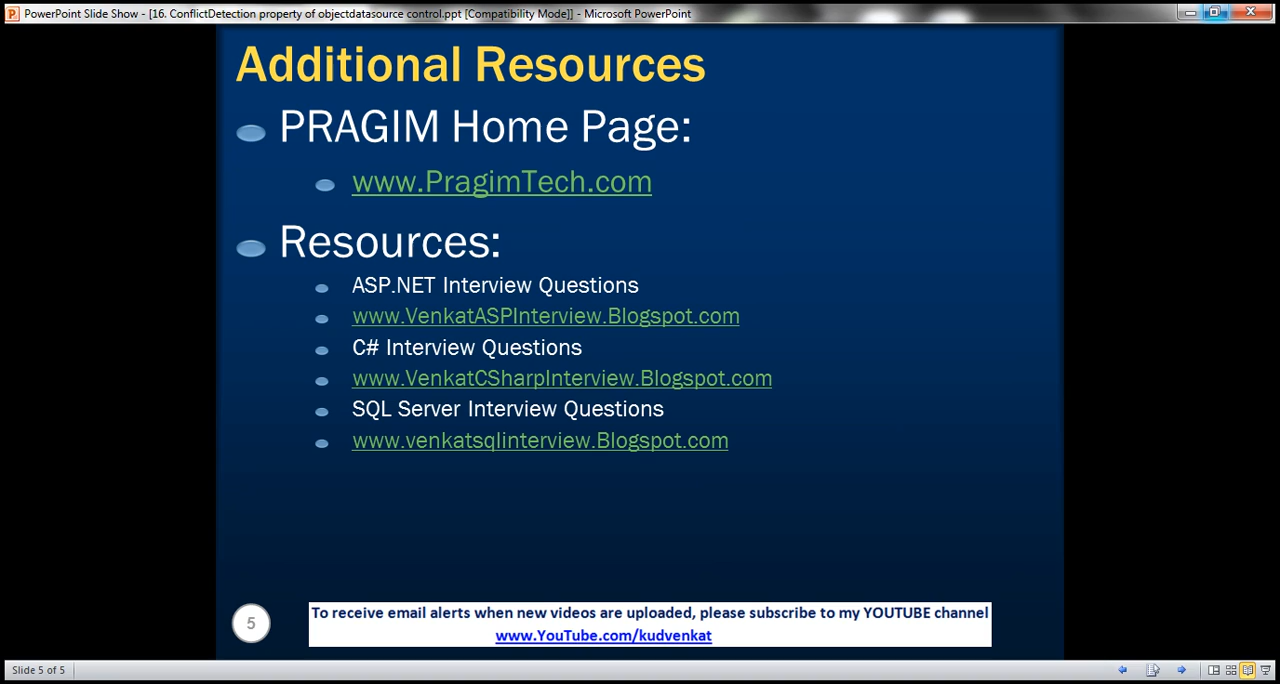 PowerPoint Slide Show - [16. ConflictDetection property of objectdatasource control.ppt [Compatibility Mode]] - Microsoft PowerPoint
Additional Resources
PRAGIM Home Page:
www.PragimTech.com
Resources:
ASP.NET Interview Questions
www.VenkatASPInterview.Blogspot.com
C# Interview Questions
www.VenkatCSharpInterview.Blogspot.com
SQL Server Interview Questions
www.venkatsqlinterview.Blogspot.com
5
To receive email alerts when new videos are uploaded, please subscribe to my YOUTUBE channel
www.YouTube.com/kudvenkat
Slide 5 of 5